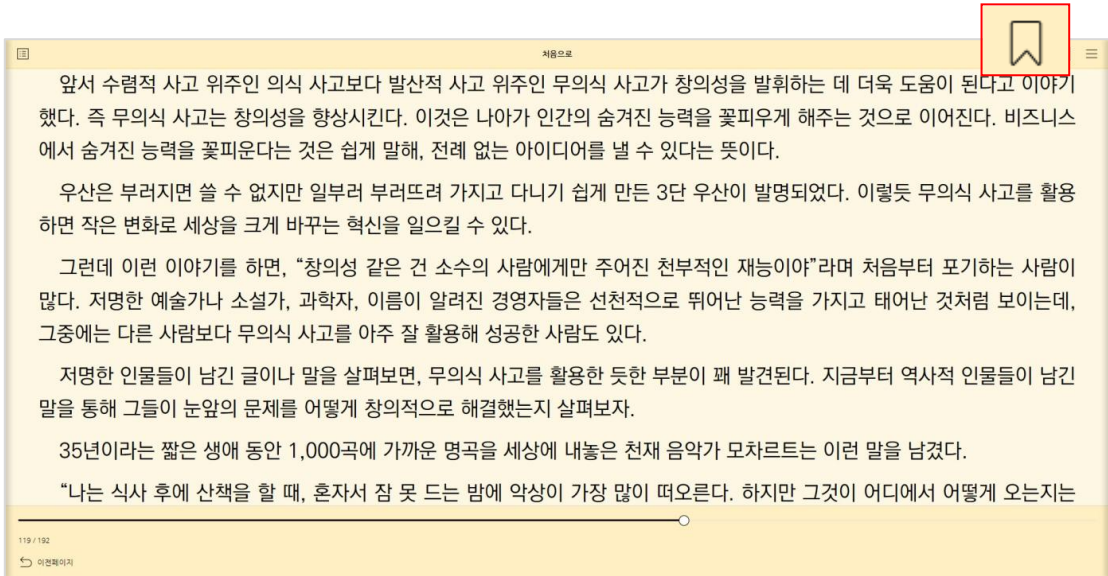 처음으로
앞서 수렴적 사고 위주인 의식 사고보다 발산적 사고 위주인 무의식 사고가 창의성을 발휘하는 데 더욱 도움이 된다고 이야기
했다. 즉 무의식 사고는 창의성을 향상시킨다. 이것은 나아가 인간의 숨겨진 능력을 꽃피우게 해주는 것으로 이어진다. 비즈니스
에서 숨겨진 능력을 꽃피운다는 것은 쉽게 말해, 전례 없는 아이디어를 낼 수 있다는 뜻이다.
우산은 부러지면 쓸 수 없지만 일부러 부러뜨려 가지고 다니기 쉽게 만든 3단 우산이 발명되었다. 이렇듯 무의식 사고를 활용
하면 작은 변화로 세상을 크게 바꾸는 혁신을 일으킬 수 있다.
그런데 이런 이야기를 하면, “창의성 같은 건 소수의 사람에게만 주어진 천부적인 재능이야”라며 처음부터 포기하는 사람이
많다. 저명한 예술가나 소설가, 과학자, 이름이 알려진 경영자들은 선천적으로 뛰어난 능력을 가지고 태어난 것처럼 보이는데,
그중에는 다른 사람보다 무의식 사고를 아주 잘 활용해 성공한 사람도 있다.
저명한 인물들이 남긴 글이나 말을 살펴보면, 무의식 사고를 활용한 듯한 부분이 꽤 발견된다. 지금부터 역사적 인물들이 남긴
말을 통해 그들이 눈앞의 문제를 어떻게 창의적으로 해결했는지 살펴보자.
35년이라는 짧은 생애 동안 1,000곡에 가까운 명곡을 세상에 내놓은 천재 음악가 모차르트는 이런 말을 남겼다.
“나는 식사 후에 산책을 할 때, 혼자서 잠 못 드는 밤에 악상이 가장 많이 떠오른다. 하지만 그것이 어디에서 어떻게 오는지는
119 / 192
이전페이지